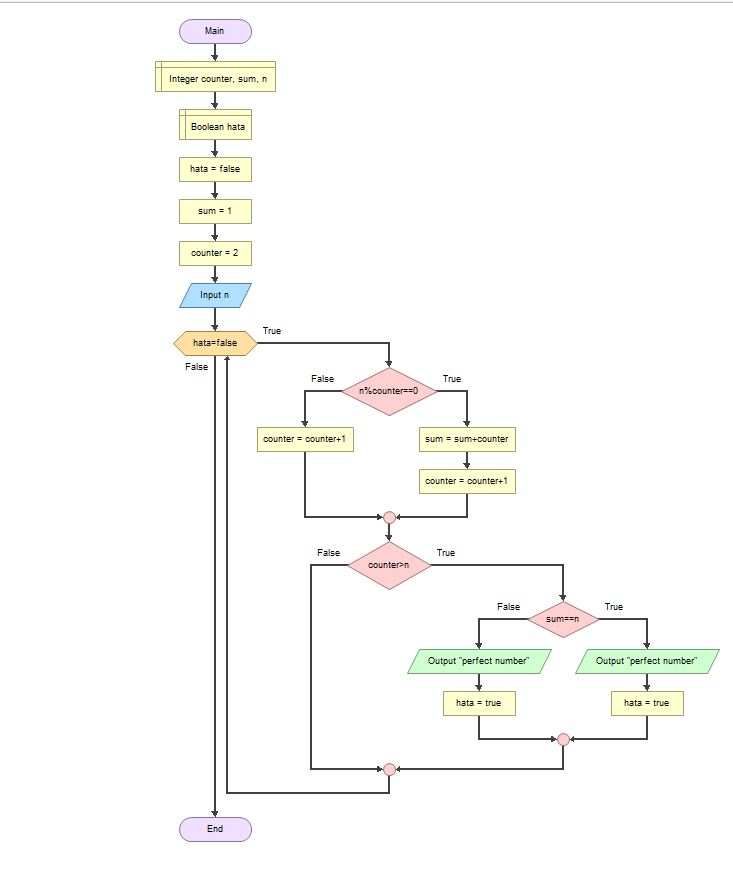 Main
Integer counter, sum, n
Boolean hata
hata = false
sum = 1
counter = 2
Input n
hata=false
True
False
n%counter==0
False
True
counter = counter+1
sum = sum+counter
counter = counter+1
counter>n
False
True
sum==n
False
True
Output "perfect number"
Output "perfect number"
hata = true
hata = true
End